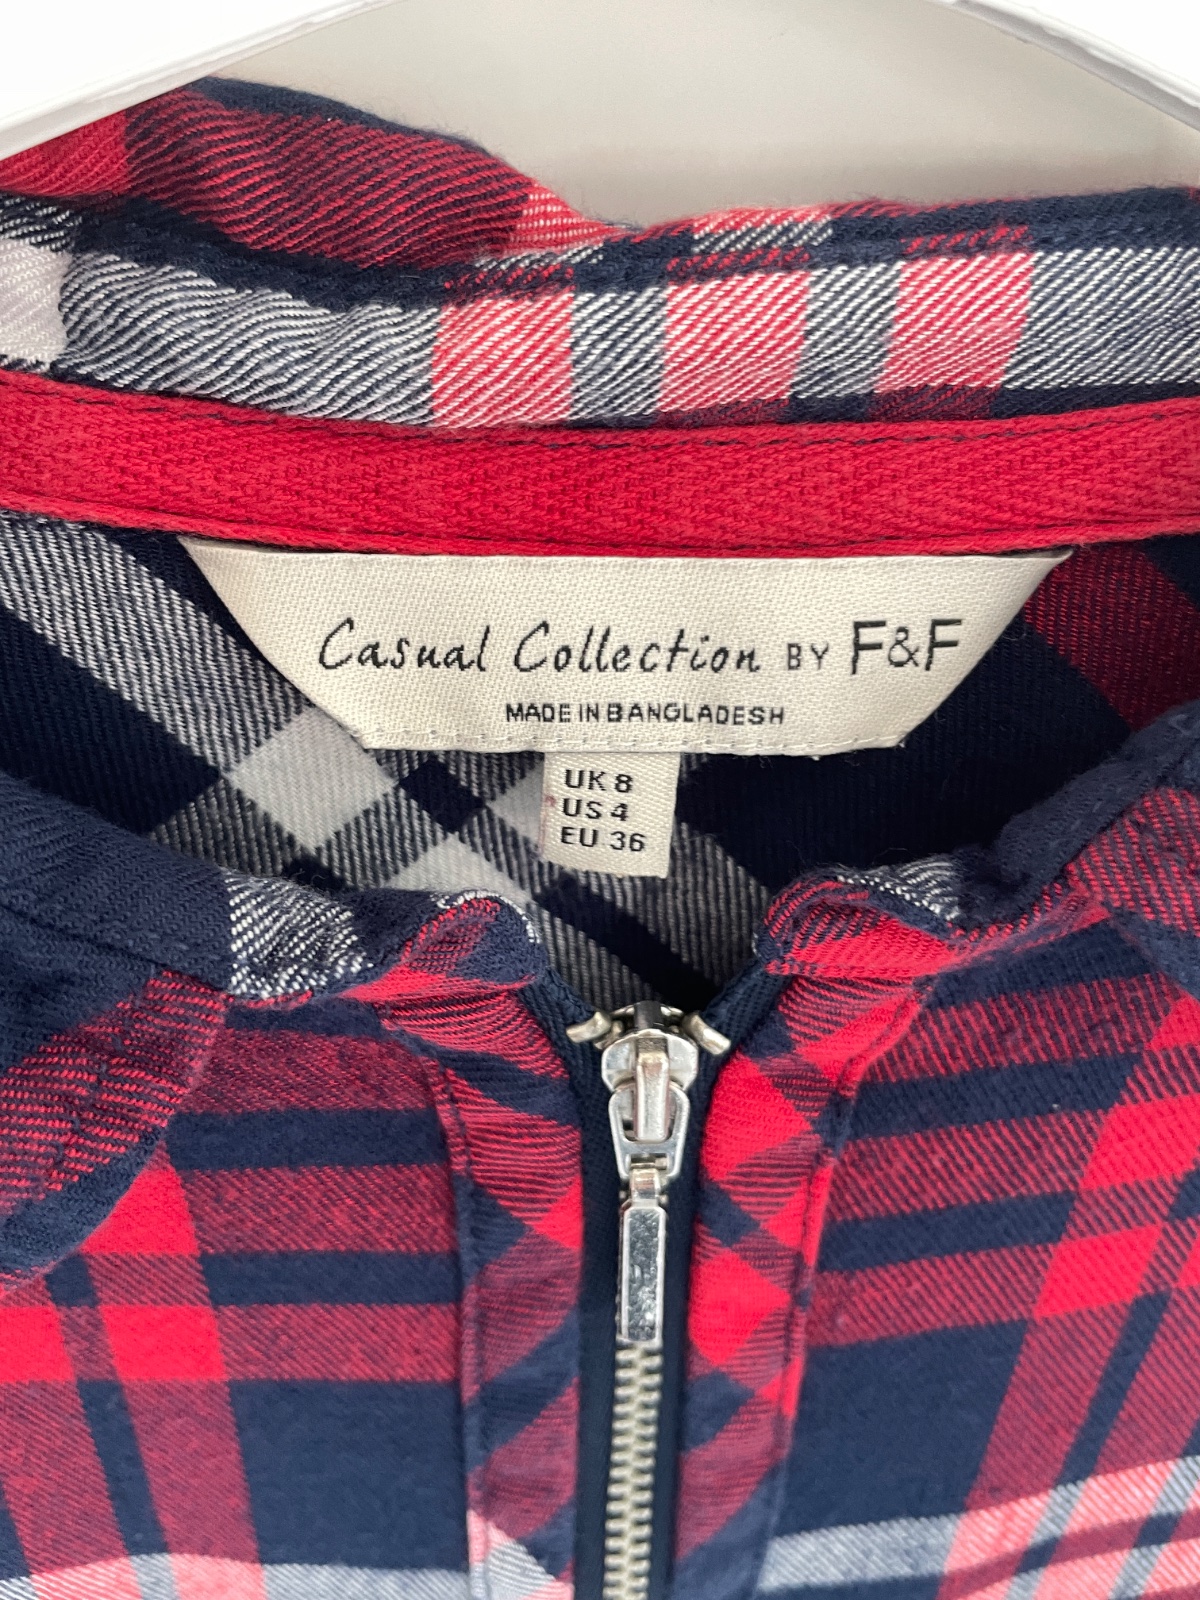 Casual Collection BY F&F
MADE IN BANGLADESH
UK 8
US 4
EU 36